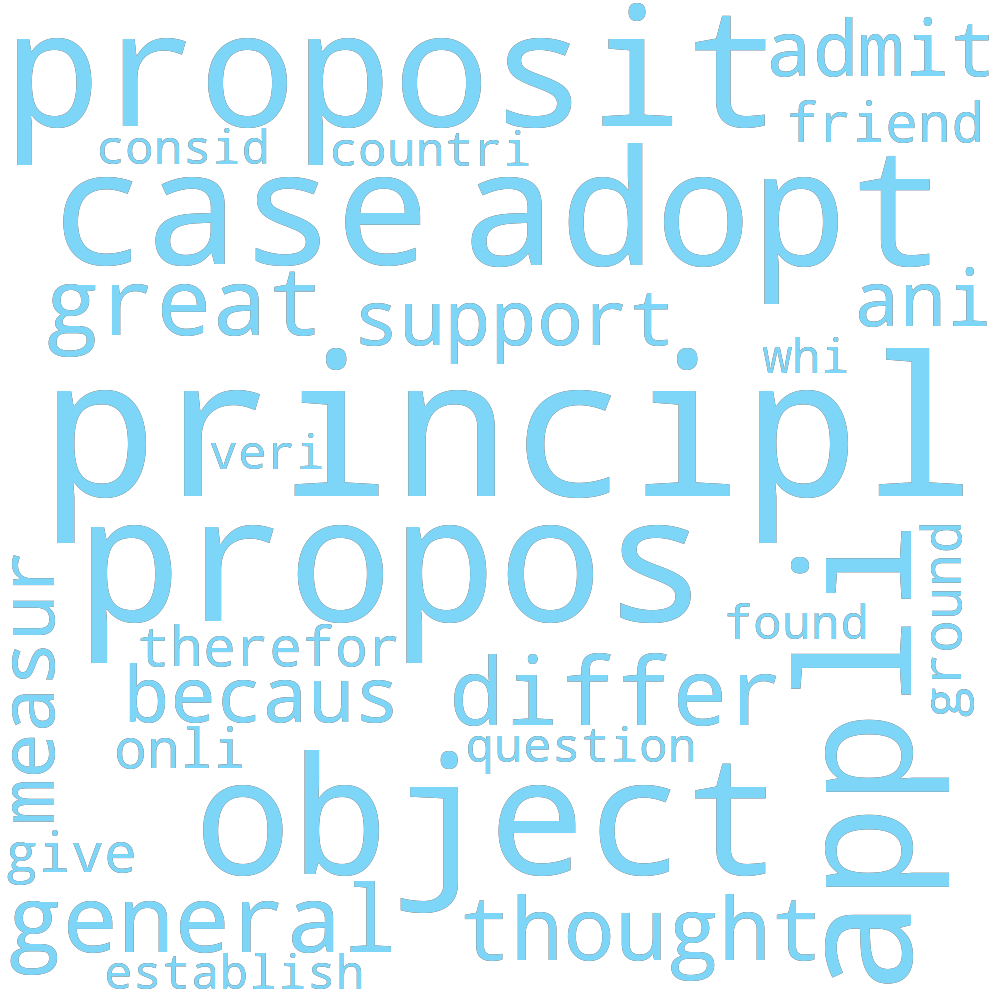 proposit
admit
friend
consid
countri
case
adopt
great
support
ani
whi
principl
veri
propos
appli
ground
measur
found
therefor
becaus
differ
onli
question
object
give
general
thought
establish